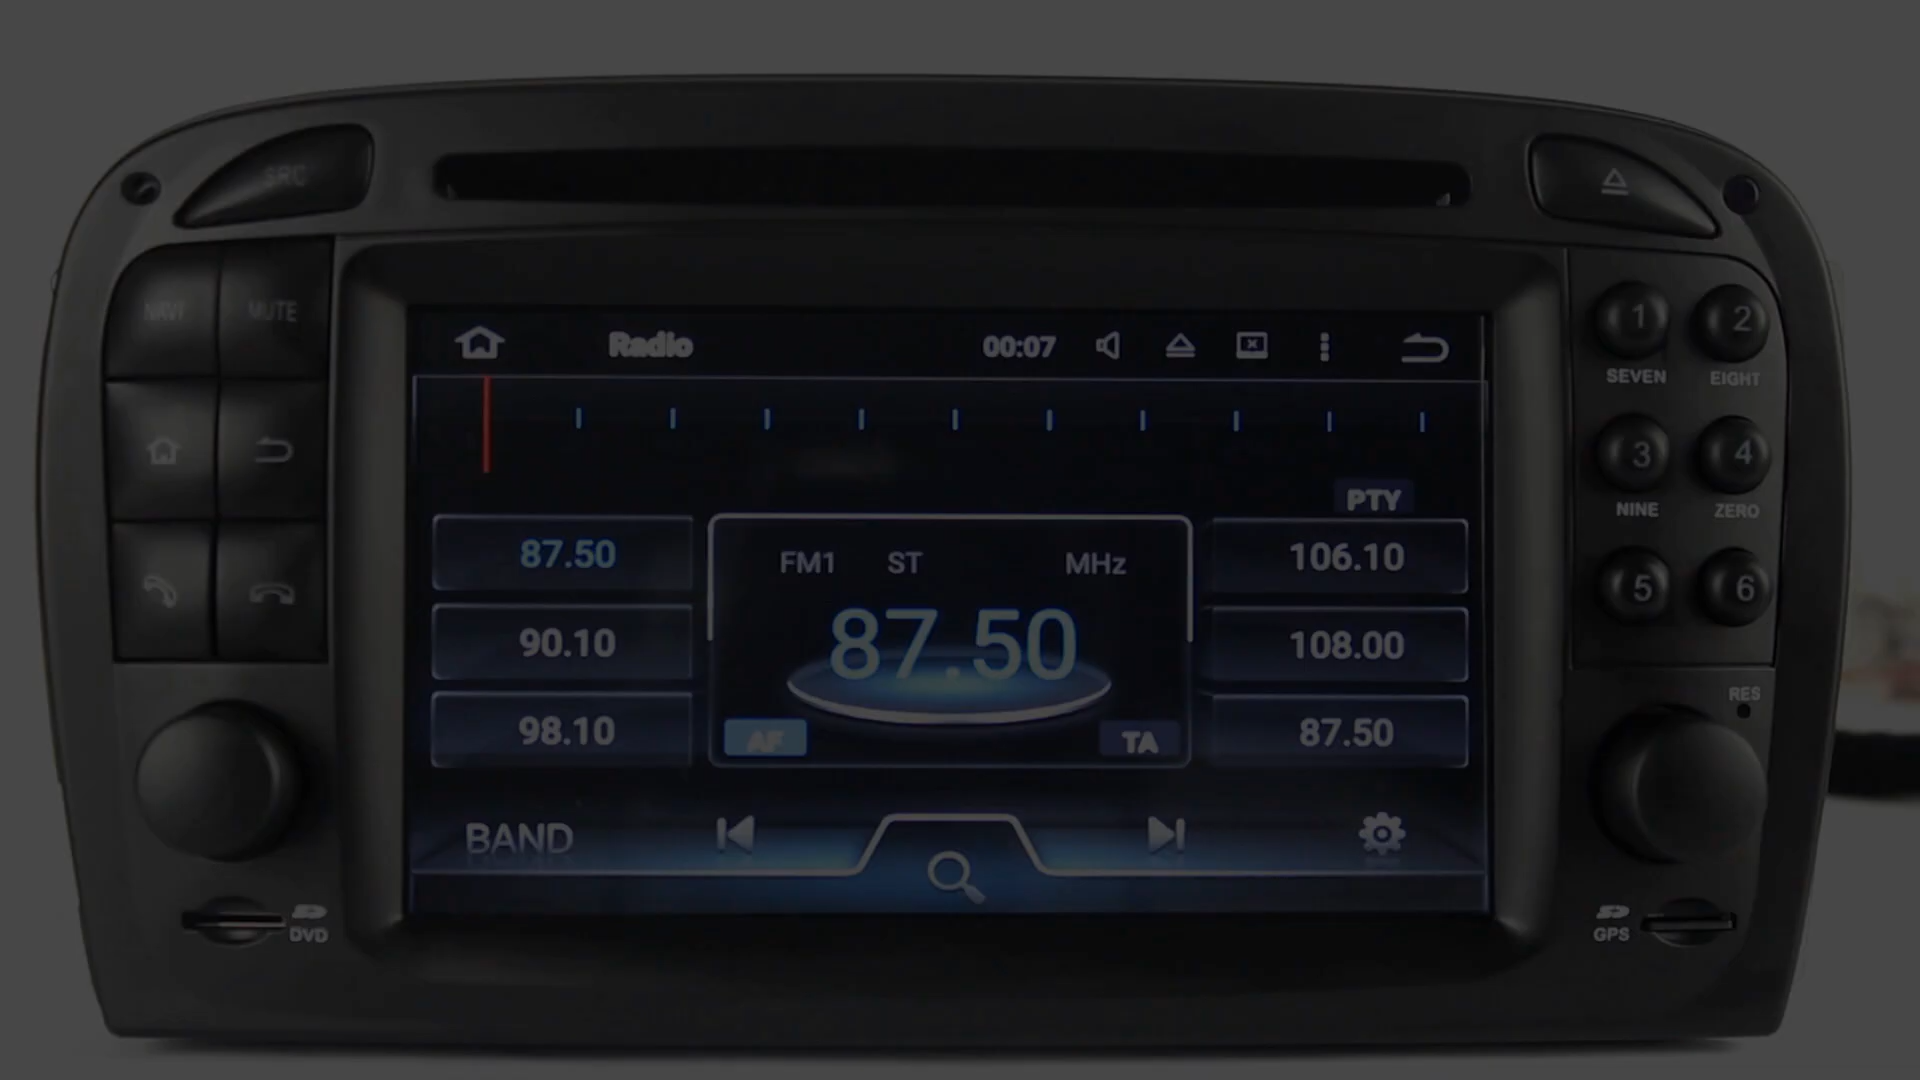 SRC
NAVI MUTE
Radio 00:07
PTY
87.50
90.10
98.10
FM1 ST MHz
87.50
AF TA
106.10
108.00
87.50
BAND
1 2
SEVEN EIGHT
3 4
NINE ZERO
5 6
RES
DVD
GPS